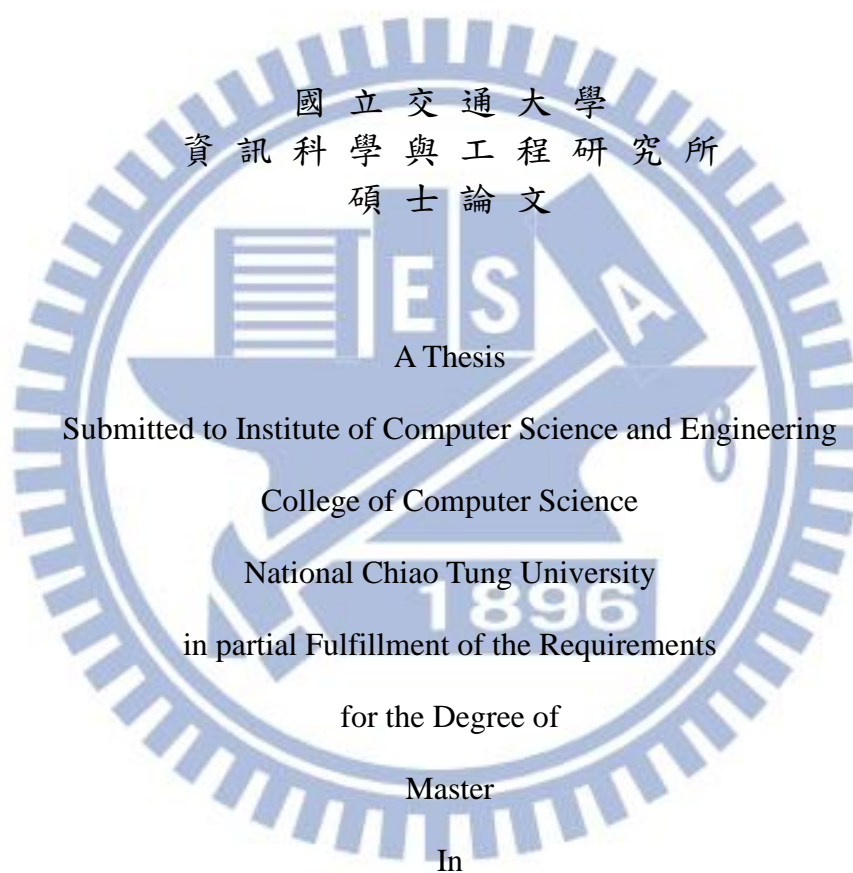 國 立 交 通 大 學
資 訊 科 學 與 工 程 研 究 所
碩 士 論 文
E S A
A Thesis
Submitted to Institute of Computer Science and Engineering
College of Computer Science
National Chiao Tung University
1896
in partial Fulfillment of the Requirements
for the Degree of
Master
In